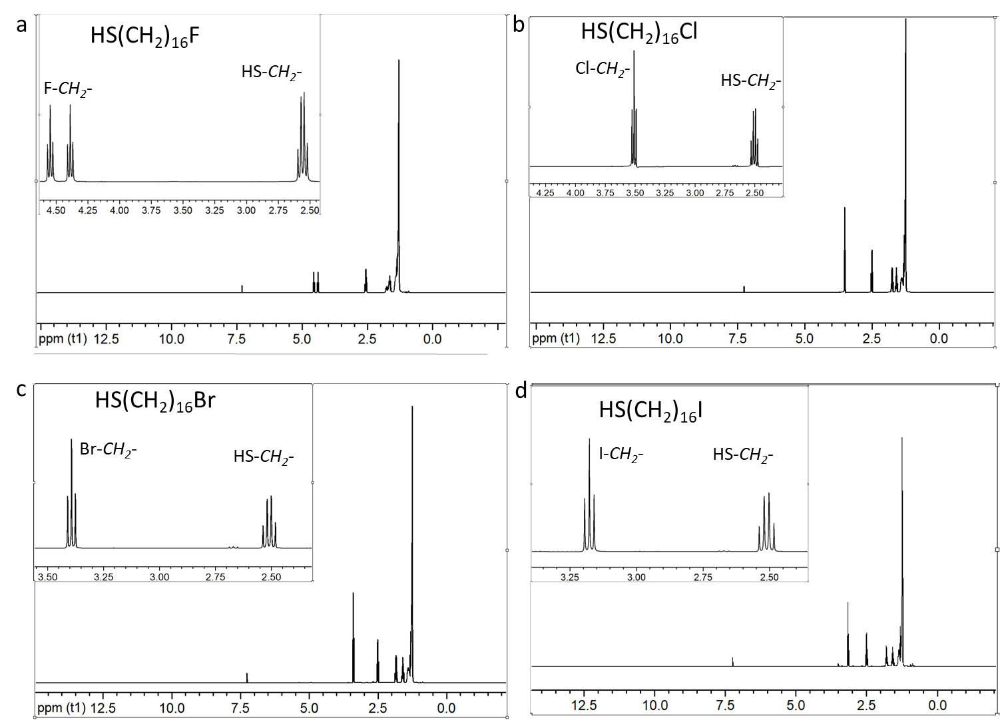 a
HS(CH2)16F
F-CH2-
HS-CH2-
4.50 4.25 4.00 3.75 3.50 3.25 3.00 2.75 2.50
ppm (t1) 12.5 10.0 7.5 5.0 2.5 0.0
b
HS(CH2)16Cl
Cl-CH2-
HS-CH2-
4.25 4.00 3.75 3.50 3.25 3.00 2.75 2.50
ppm (t1) 12.5 10.0 7.5 5.0 2.5 0.0
c
HS(CH2)16Br
Br-CH2-
HS-CH2-
3.50 3.25 3.00 2.75 2.50
ppm (t1) 12.5 10.0 7.5 5.0 2.5 0.0
d
HS(CH2)16I
I-CH2-
HS-CH2-
3.25 3.00 2.75 2.50
12.5 10.0 7.5 5.0 2.5 0.0